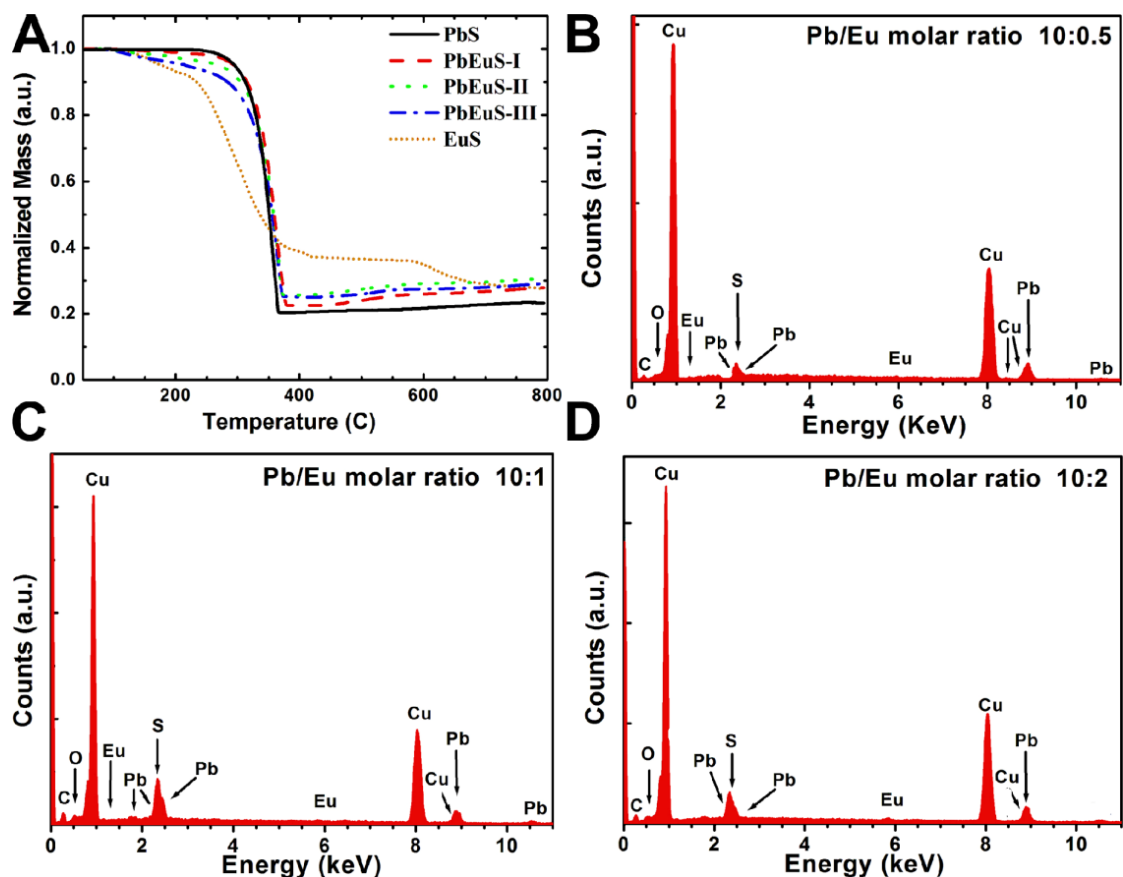 A
1.0
0.8
0.6
0.4
0.2
0.0
Normalized Mass (a.u.)
PbS
PbEuS-I
PbEuS-II
PbEuS-III
EuS
200
400
600
800
Temperature (C)
B
Pb/Eu molar ratio 10:0.5
Counts (a.u.)
Cu
O
C
Eu
Pb
S
Pb
Eu
Cu
Cu
Pb
Pb
0
2
4
6
8
10
Energy (KeV)
C
Pb/Eu molar ratio 10:1
Counts (a.u.)
Cu
C
O
Eu
Pb
S
Pb
Eu
Cu
Cu
Pb
Pb
0
2
4
6
8
10
Energy (keV)
D
Pb/Eu molar ratio 10:2
Counts (a.u.)
Cu
C
O
Pb
S
Pb
Eu
Cu
Cu
Pb
0
2
4
6
8
10
Energy (keV)